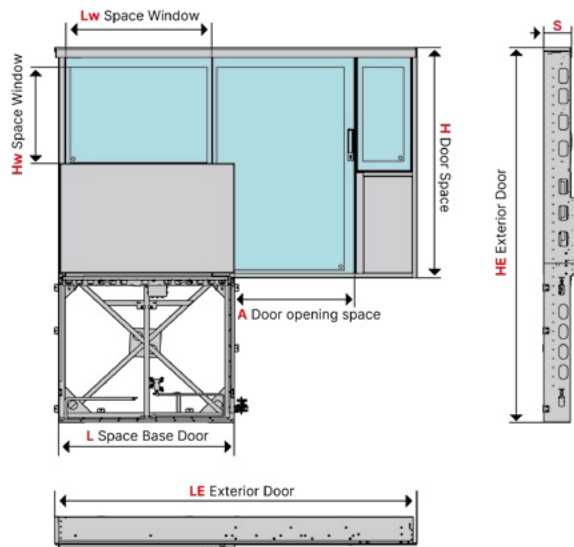 Lw Space Window
S
Hw Space Window
H Door Space
HE Exterior Door
A Door opening space
L Space Base Door
LE Exterior Door